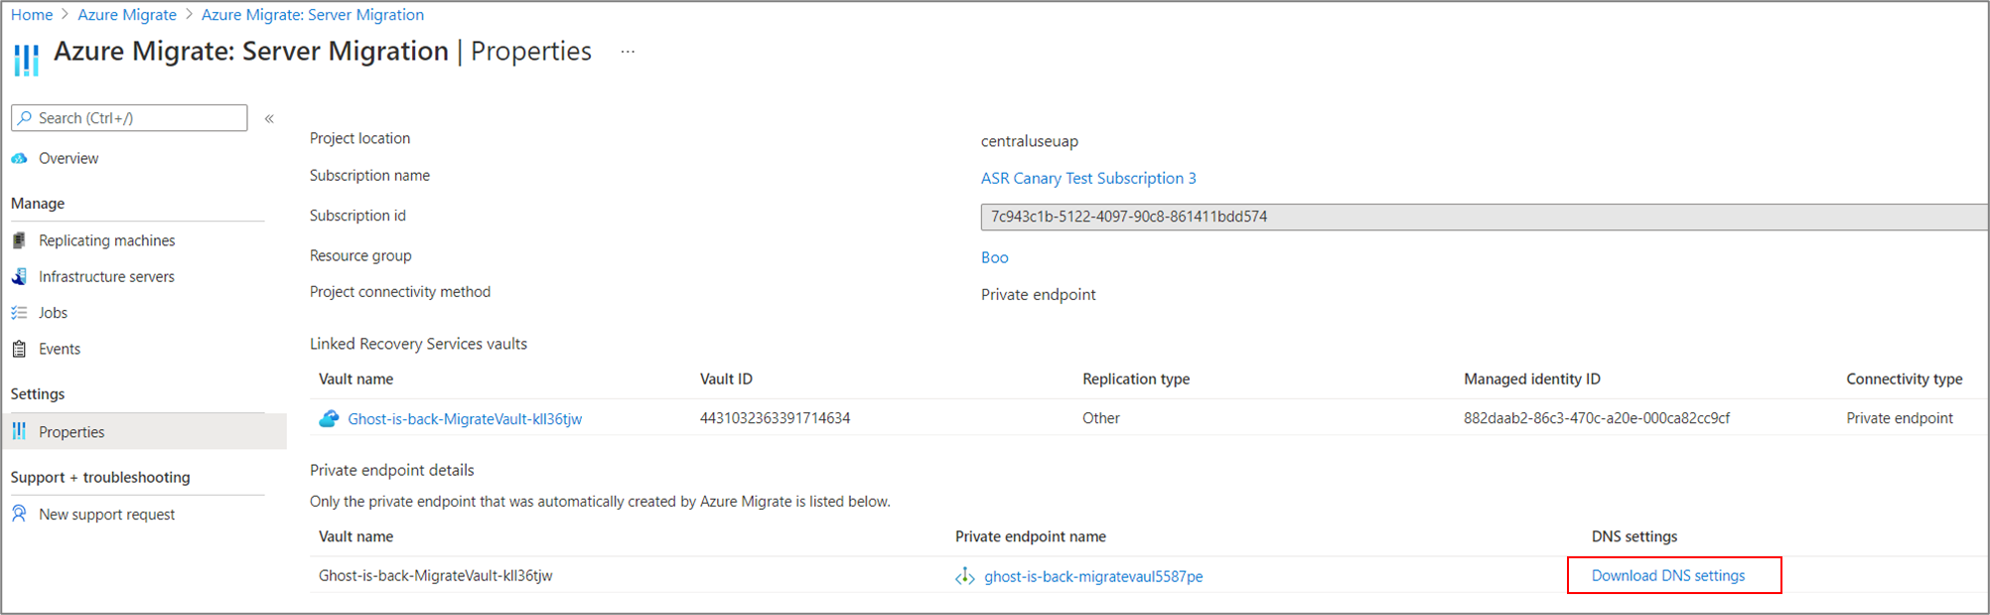 Home > Azure Migrate > Azure Migrate: Server Migration
Azure Migrate: Server Migration | Properties ...
Search (Ctrl+/) «
Overview
Manage
Replicating machines
Infrastructure servers
Jobs
Events
Settings
Properties
Support + troubleshooting
New support request
Project location centraluseuap
Subscription name ASR Canary Test Subscription 3
Subscription id 7c943c1b-5122-4097-90c8-861411bdd574
Resource group Boo
Project connectivity method Private endpoint
Linked Recovery Services vaults
Vault name Vault ID Replication type Managed identity ID Connectivity type
Ghost-is-back-MigrateVault-kll36tjw 4431032363391714634 Other 882daab2-86c3-470c-a20e-000ca82cc9cf Private endpoint
Private endpoint details
Only the private endpoint that was automatically created by Azure Migrate is listed below.
Vault name Private endpoint name DNS settings
Ghost-is-back-MigrateVault-kll36tjw ghost-is-back-migratevaul5587pe Download DNS settings